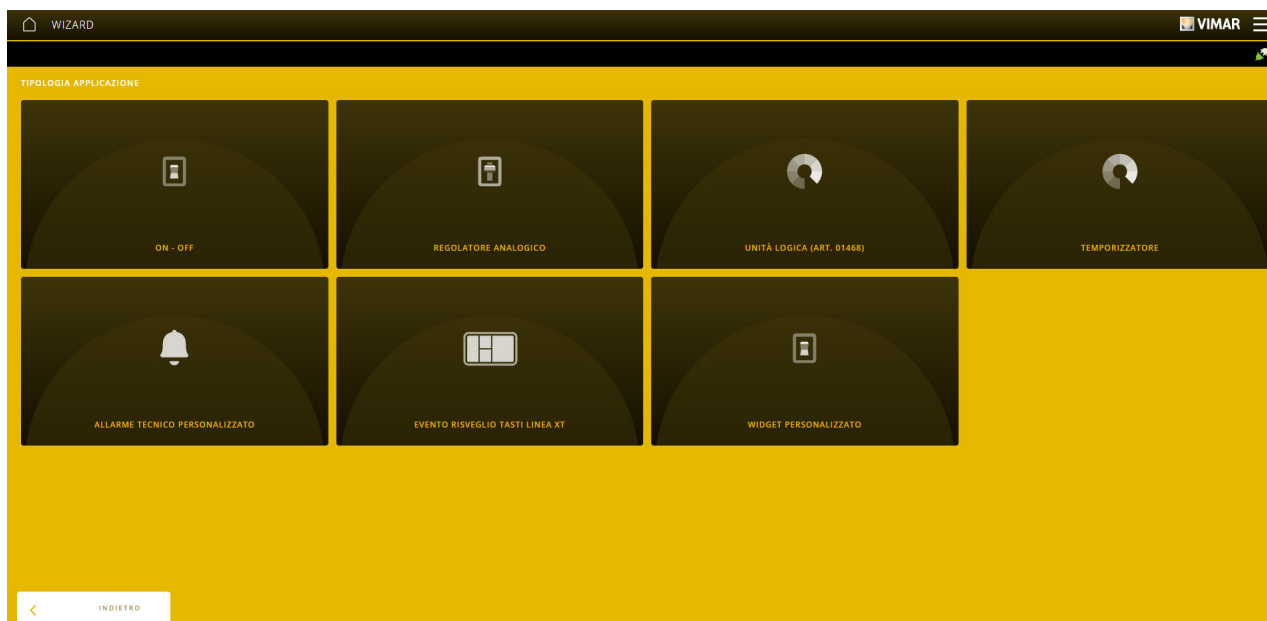 WIZARD
VIMAR
TIPOLOGIA APPLICAZIONE
ON - OFF
REGOLATORE ANALOGICO
UNITÀ LOGICA (ART. 01468)
TEMPORIZZATORE
ALLARME TECNICO PERSONALIZZATO
EVENTO RISVEGLIO TASTI LINEA XT
WIDGET PERSONALIZZATO
INDIETRO